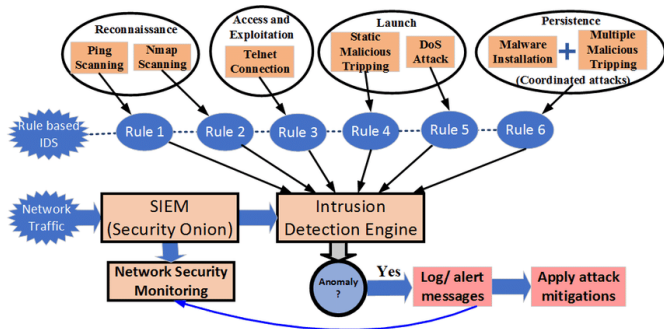 Reconnaissance
Ping
Scanning
Nmap
Scanning
Access and
Exploitation
Telnet
Connection
Launch
Static
Malicious
Tripping
DoS
Attack
Persistence
Malware
Installation
+
Multiple
Malicious
Tripping
(Coordinated attacks)
Rule based
IDS
Rule 1
Rule 2
Rule 3
Rule 4
Rule 5
Rule 6
Network
Traffic
SIEM
(Security Onion)
Intrusion
Detection Engine
Network Security
Monitoring
Anomaly
?
Yes
Log/ alert
messages
Apply attack
mitigations